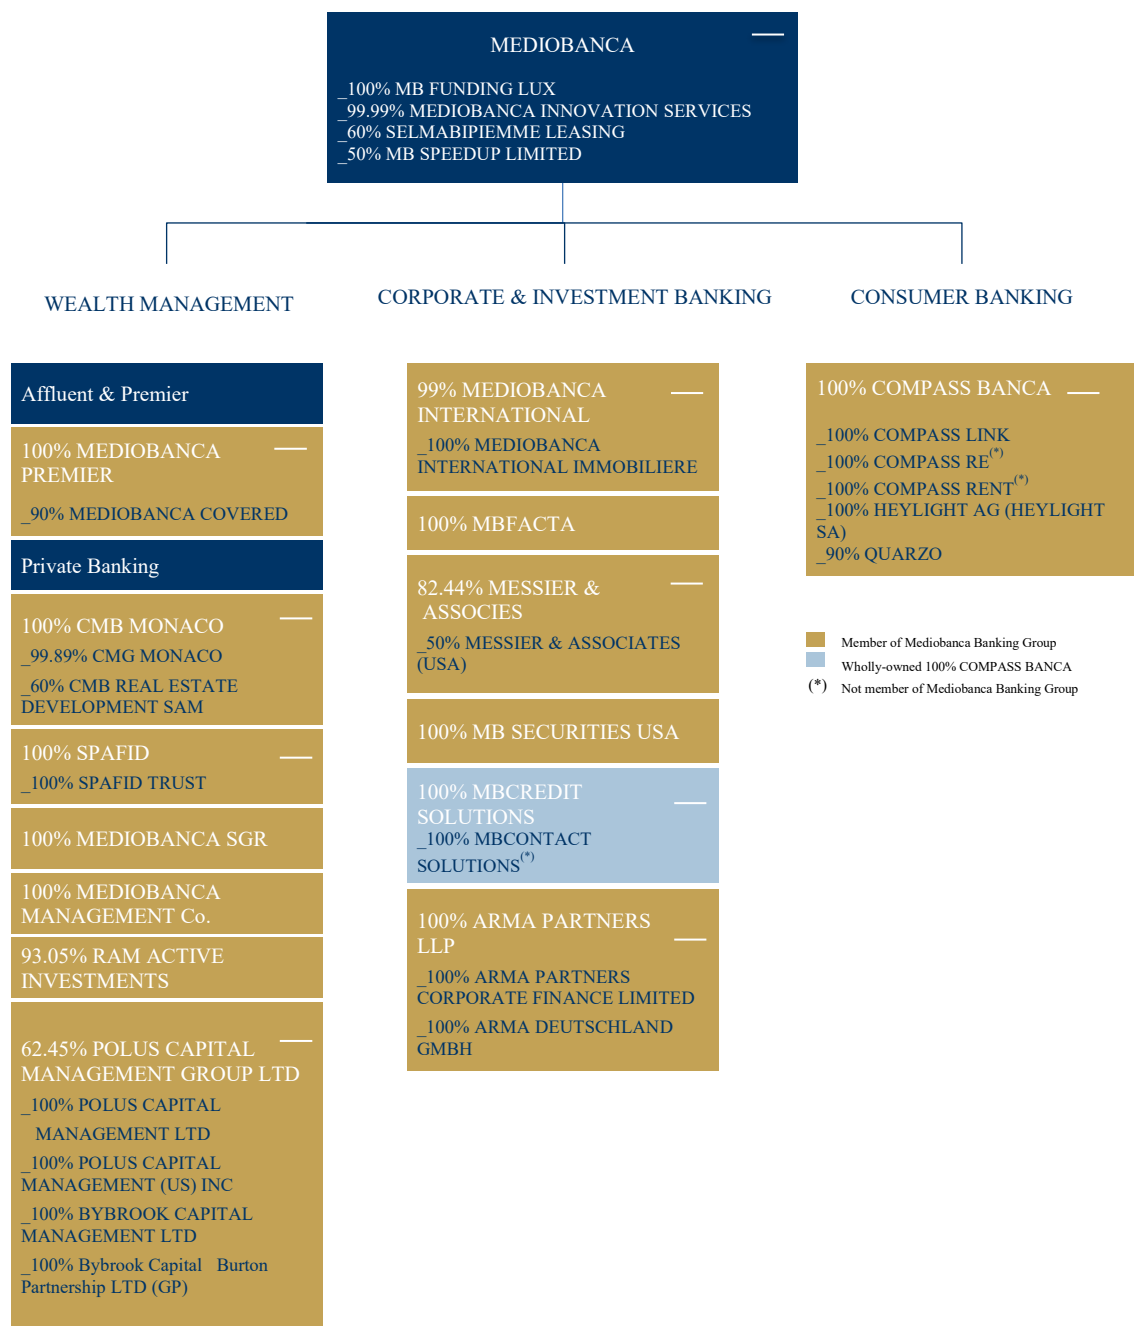 MEDIOBANCA
_100% MB FUNDING LUX
_99.99% MEDIOBANCA INNOVATION SERVICES
_60% SELMABIPIEMME LEASING
_50% MB SPEEDUP LIMITED
WEALTH MANAGEMENT
Affluent & Premier
100% MEDIOBANCA
PREMIER
_90% MEDIOBANCA COVERED
Private Banking
100% CMB MONACO
_99.89% CMG MONACO
_60% CMB REAL ESTATE
DEVELOPMENT SAM
100% SPAFID
_100% SPAFID TRUST
100% MEDIOBANCA SGR
100% MEDIOBANCA
MANAGEMENT Co.
93.05% RAM ACTIVE
INVESTMENTS
62.45% POLUS CAPITAL
MANAGEMENT GROUP LTD
_100% POLUS CAPITAL
MANAGEMENT LTD
_100% POLUS CAPITAL
MANAGEMENT (US) INC
_100% BYBROOK CAPITAL
MANAGEMENT LTD
_100% Bybrook Capital Burton
Partnership LTD (GP)
CORPORATE & INVESTMENT BANKING
99% MEDIOBANCA
INTERNATIONAL
_100% MEDIOBANCA
INTERNATIONAL IMMOBILIERE
100% MBFACTA
82.44% MESSIER &
ASSOCIES
_50% MESSIER & ASSOCIATES
(USA)
100% MB SECURITIES USA
100% MBCREDIT
SOLUTIONS
_100% MBCONTACT
SOLUTIONS(*)
100% ARMA PARTNERS
LLP
_100% ARMA PARTNERS
CORPORATE FINANCE LIMITED
_100% ARMA DEUTSCHLAND
GMBH
CONSUMER BANKING
100% COMPASS BANCA
_100% COMPASS LINK
_100% COMPASS RE(*)
_100% COMPASS RENT(*)
_100% HEYLIGHT AG (HEYLIGHT
SA)
_90% QUARZO
Member of Mediobanca Banking Group
Wholly-owned 100% COMPASS BANCA
(*) Not member of Mediobanca Banking Group